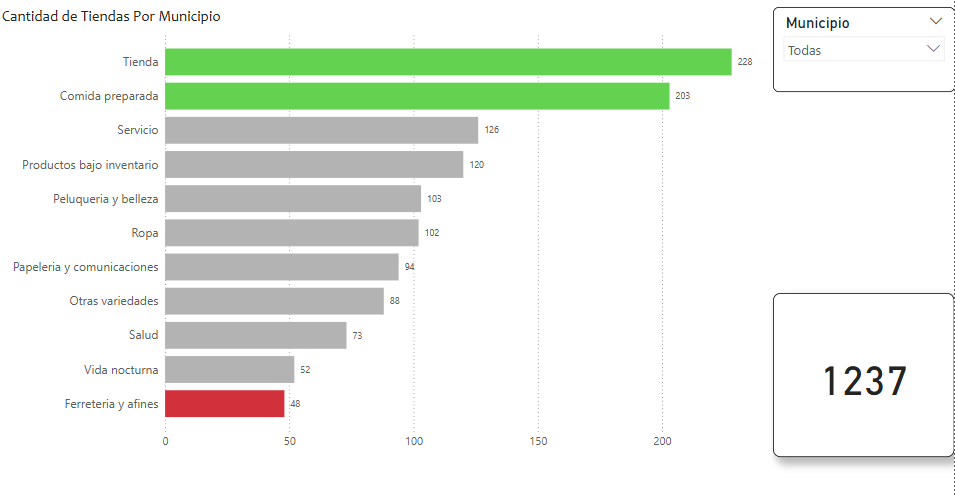 Cantidad de Tiendas Por Municipio
Tienda 228
Comida preparada 203
Servicio 126
Productos bajo inventario 120
Peluqueria y belleza 103
Ropa 102
Papeleria y comunicaciones 94
Otras variedades 88
Salud 73
Vida nocturna 52
Ferreteria y afines 48
0 50 100 150 200
Municipio
Todas
1237